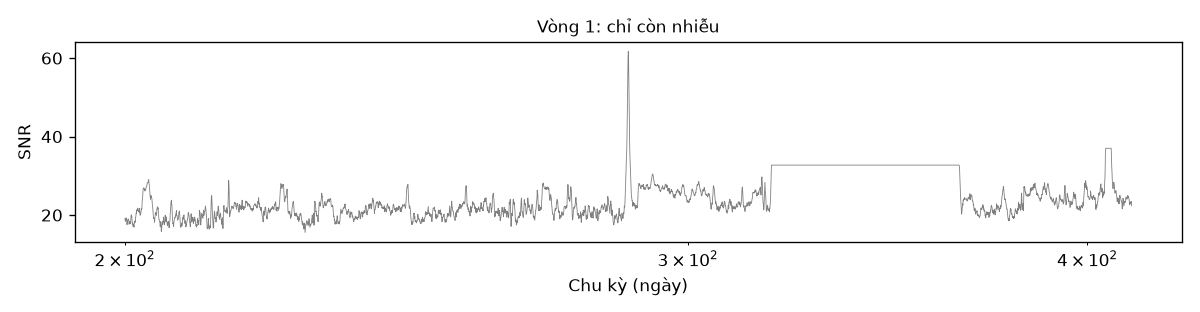 Vòng 1: chỉ còn nhiễu
SNR
60
40
20
2 × 10²
3 × 10²
4 × 10²
Chu kỳ (ngày)